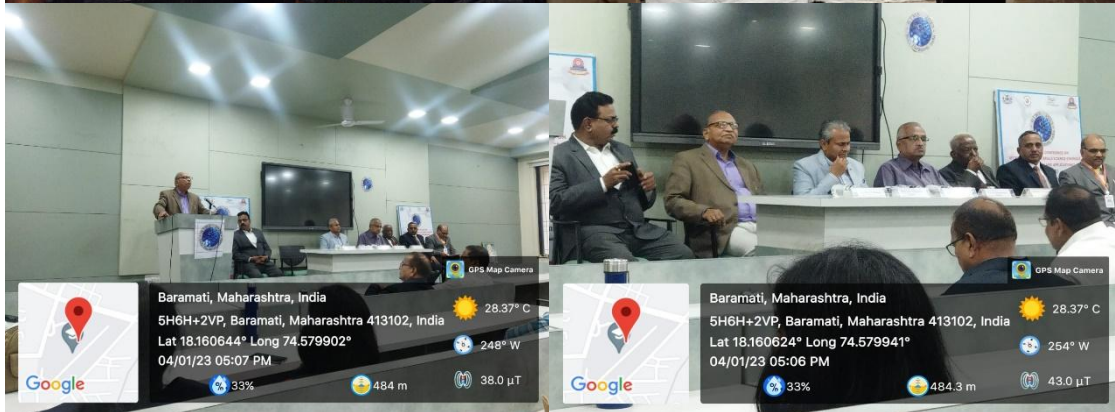 GPS Map Camera
Baramati, Maharashtra, India
5H6H+2VP, Baramati, Maharashtra 413102, India
Lat 18.160644° Long 74.579902°
04/01/23 05:07 PM
28.37° C
248° W
33%
484 m
38.0 µT
Google
GPS Map Camera
Baramati, Maharashtra, India
5H6H+2VP, Baramati, Maharashtra 413102, India
Lat 18.160624° Long 74.579941°
04/01/23 05:06 PM
28.37° C
254° W
33%
484.3 m
43.0 µT
Google